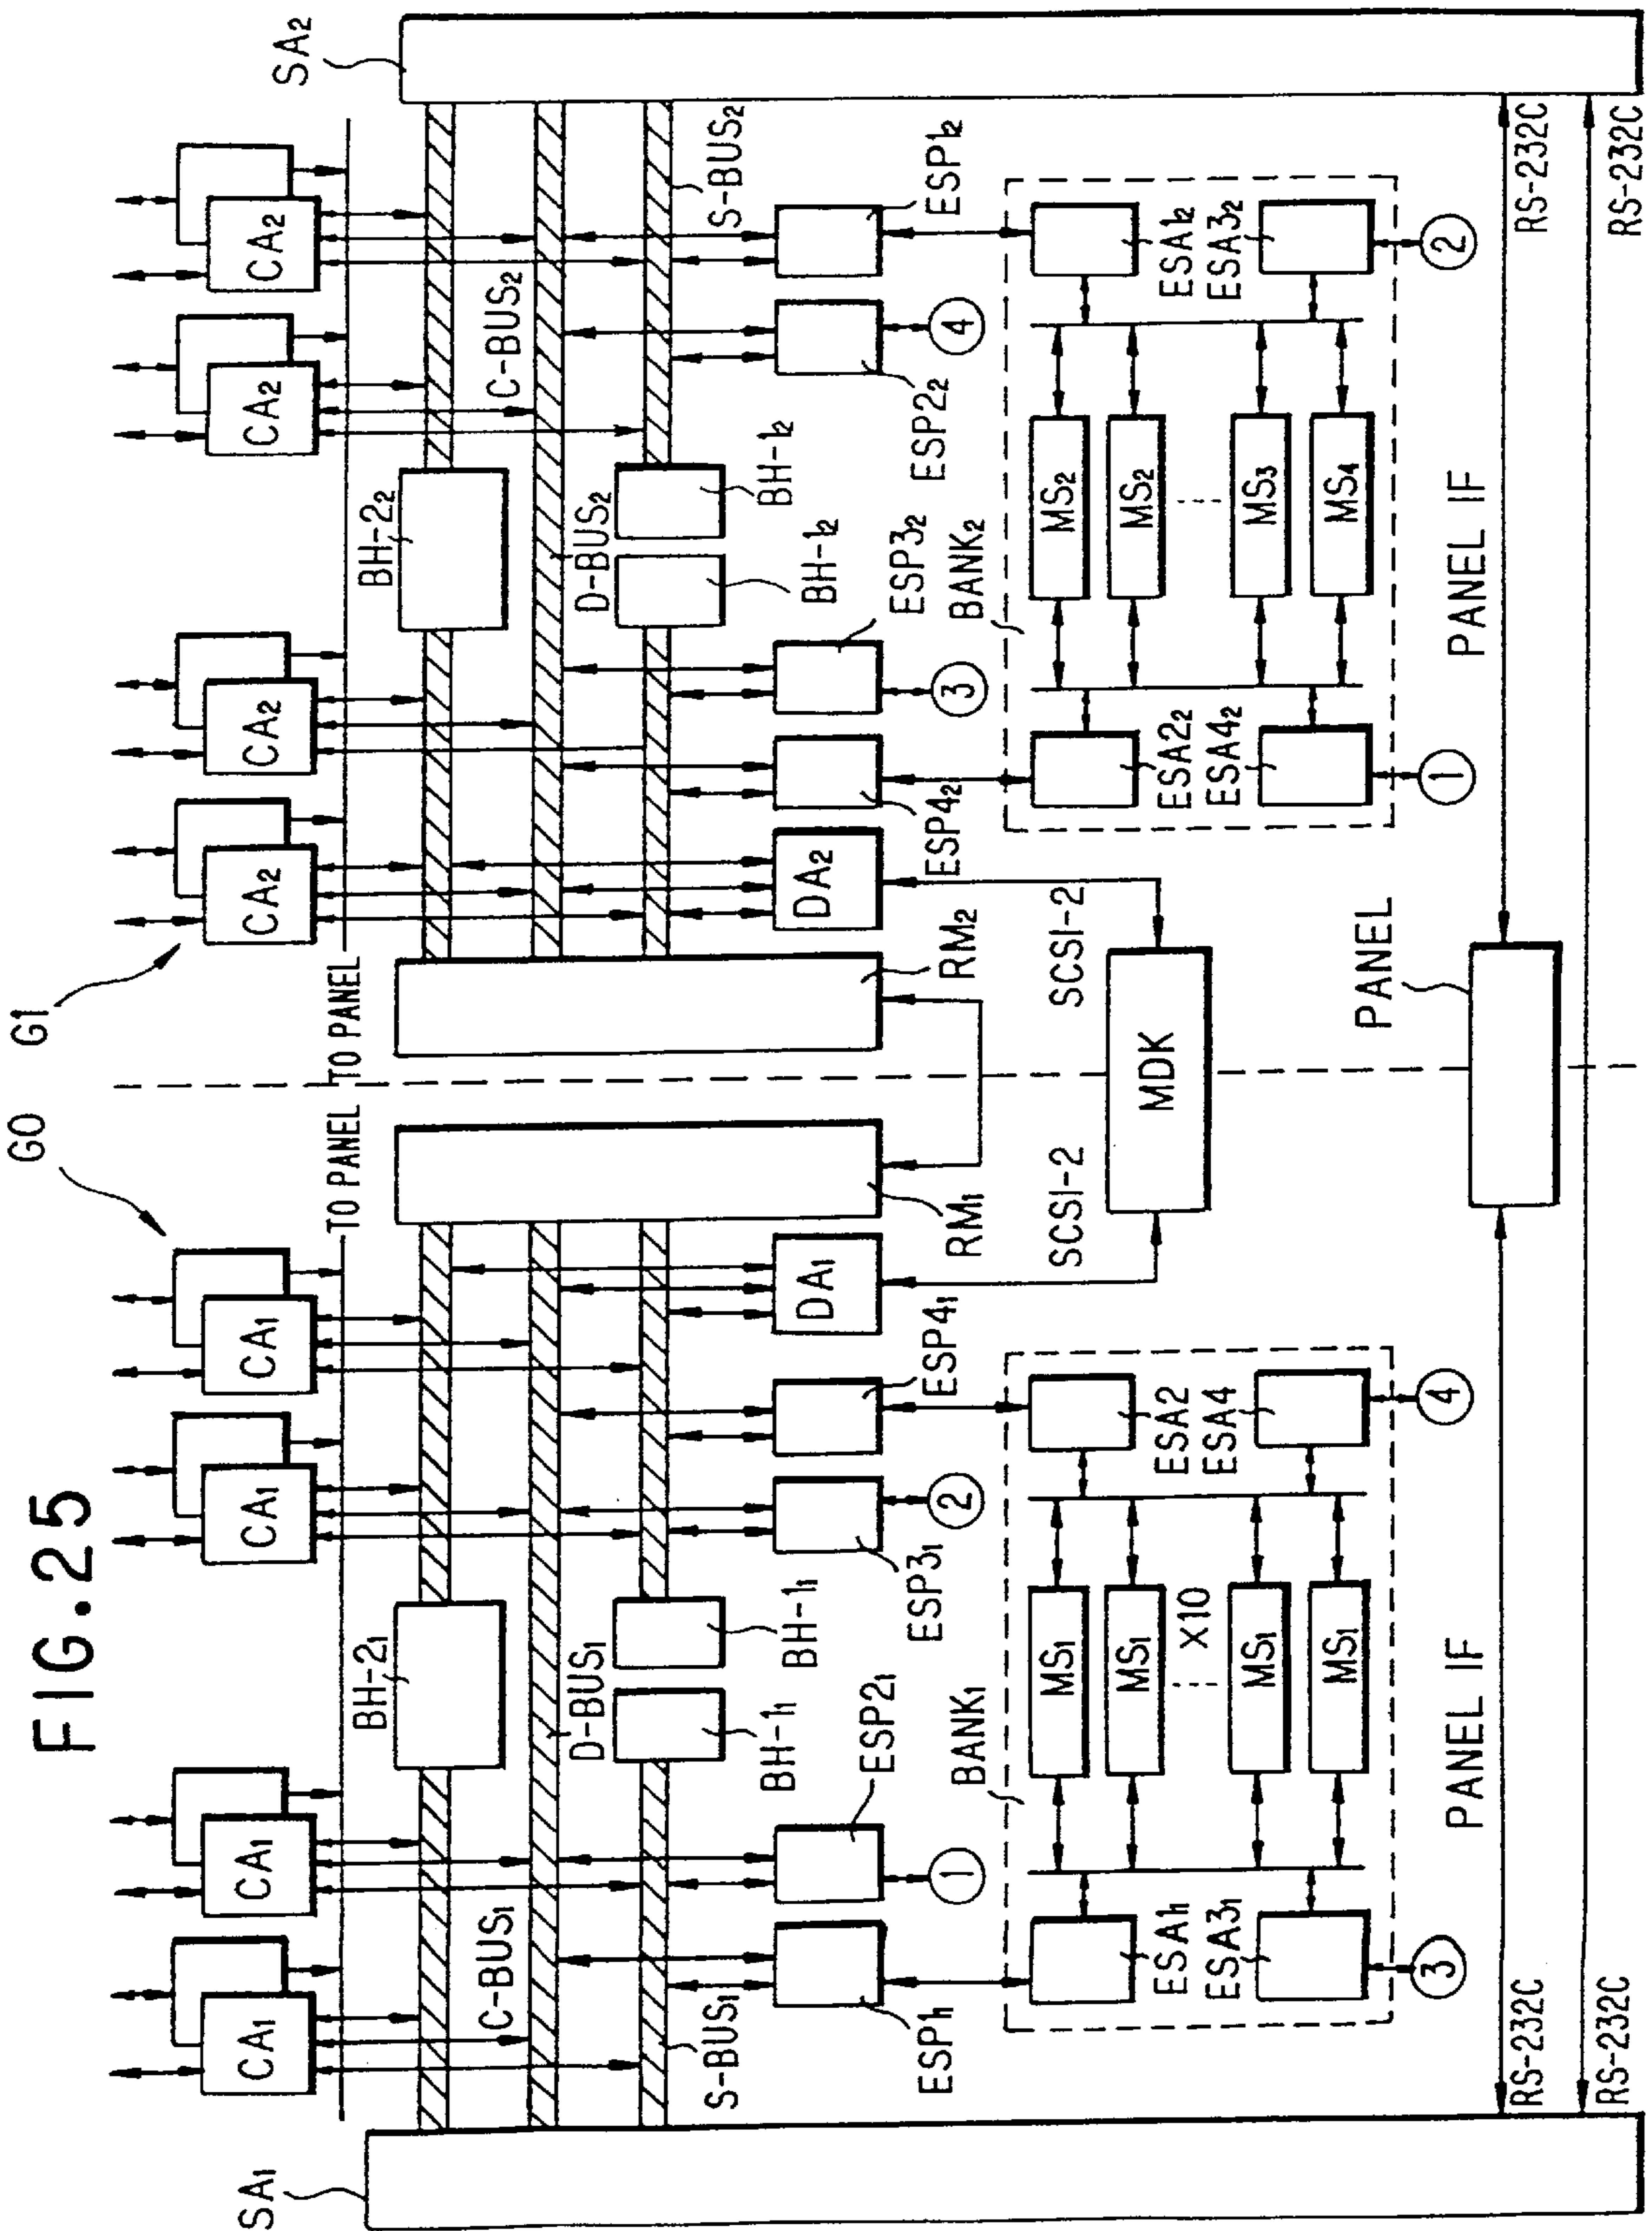 FIG.25
G0
G1
SA1
SA2
CA1
CA1
CA1
CA1
CA2
CA2
CA2
CA2
TO PANEL
TO PANEL
BH-21
BH-22
C-BUS1
C-BUS2
D-BUS1
D-BUS2
S-BUS1
S-BUS2
BH-11
BH-11
BH-12
BH-12
ESP11
ESP21
ESP31
ESP41
DA1
RM1
RM2
DA2
ESP42
ESP32
ESP22
ESP12
1
2
3
4
BANK1
BANK2
SCSI-2
SCSI-2
MDK
ESA11
ESA31
MS1
MS1
X10
MS1
MS1
ESA2
ESA4
ESA22
ESA42
MS2
MS2
MS3
MS4
ESA12
ESA32
3
4
1
2
PANEL IF
PANEL
PANEL IF
RS-232C
RS-232C
RS-232C
RS-232C